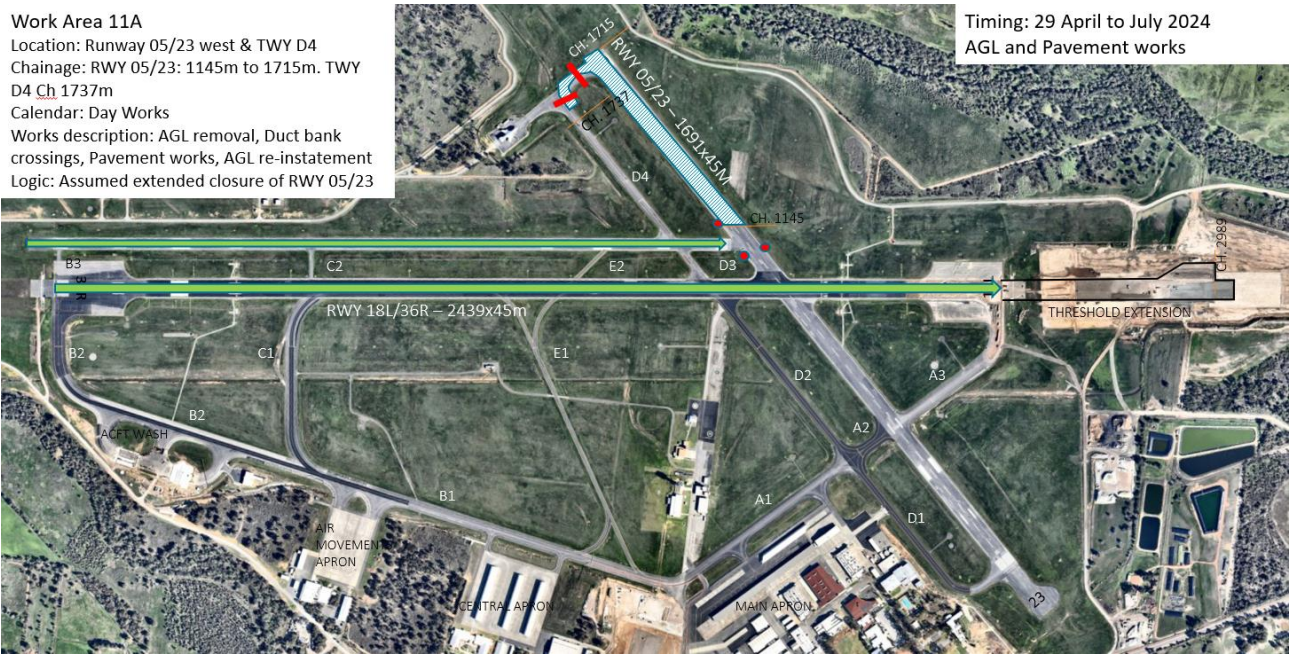 Work Area 11A
Location: Runway 05/23 west & TWY D4
Chainage: RWY 05/23: 1145m to 1715m. TWY
D4 Ch 1737m
Calendar: Day Works
Works description: AGL removal, Duct bank
crossings, Pavement works, AGL re-instatement
Logic: Assumed extended closure of RWY 05/23
Timing: 29 April to July 2024
AGL and Pavement works
CH. 1715
RWY 05/23 – 1691x45M
CH. 1737
D4
CH. 1145
CH. 2989
B3
C2
E2
D3
RWY 18L/36R – 2439x45m
THRESHOLD EXTENSION
B2
C1
E1
D2
A3
B2
A2
ACFT WASH
B1
A1
D1
AIR
MOVEMENT
APRON
CENTRAL APRON
MAIN APRON
23